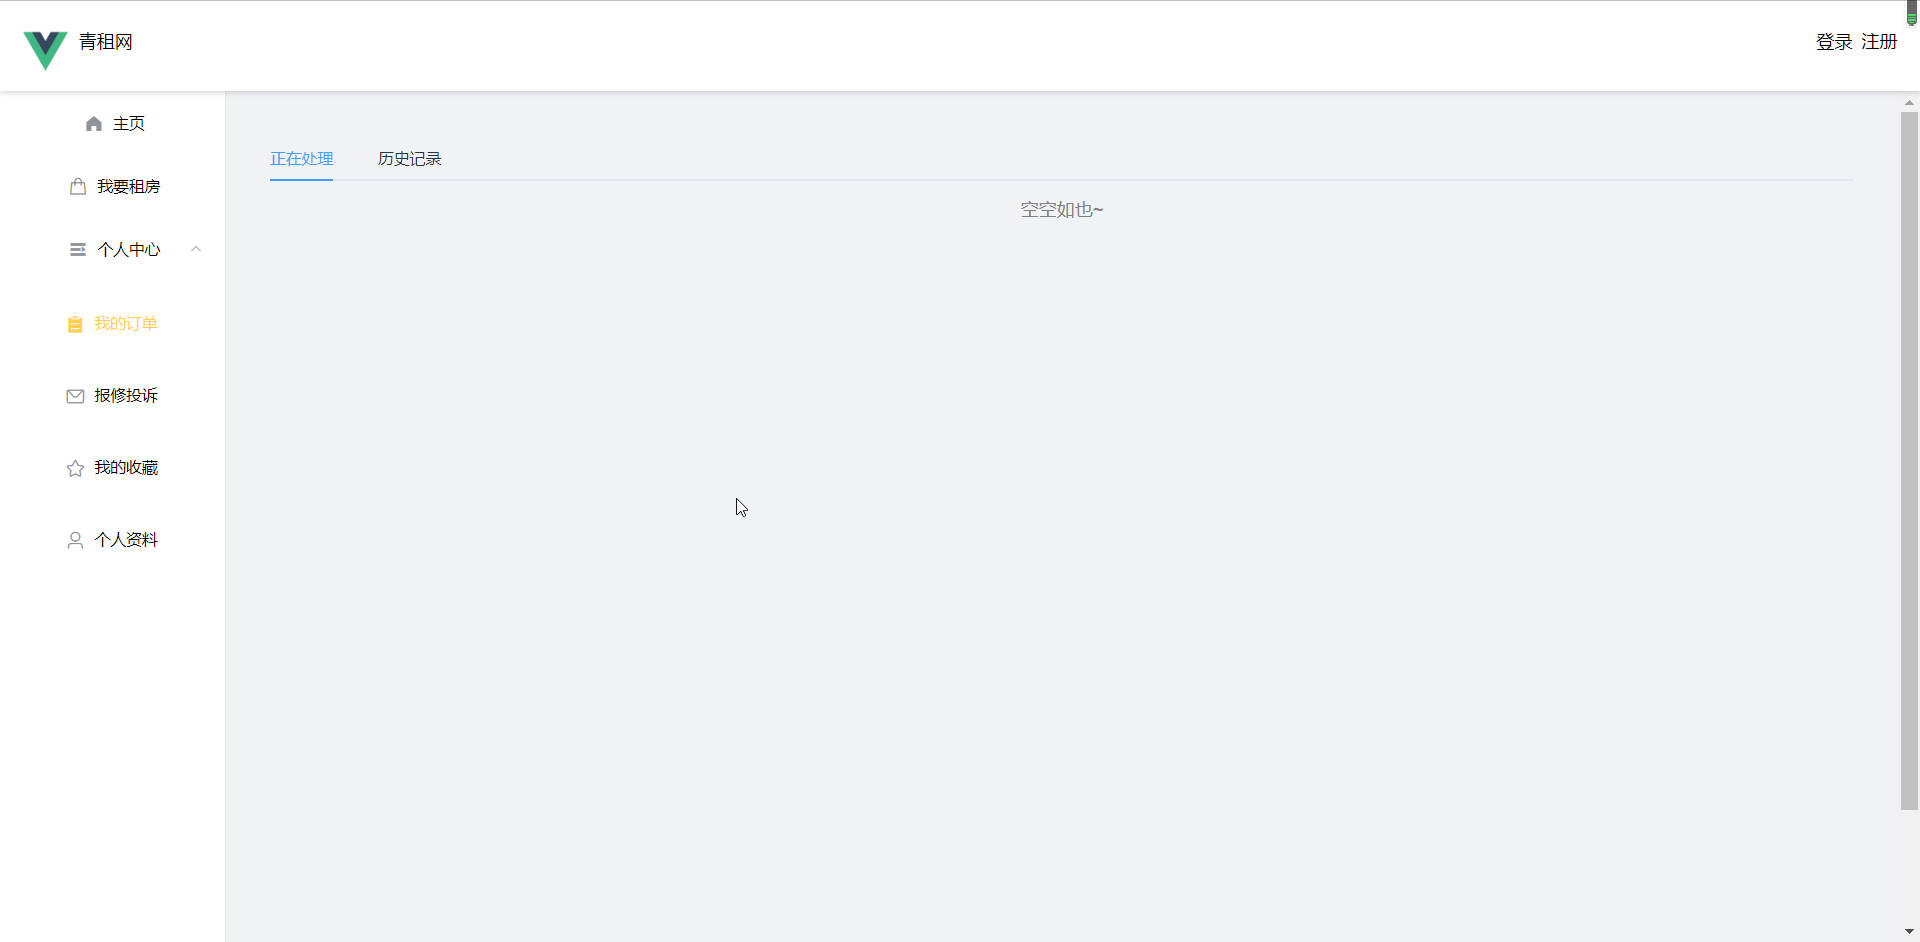 青租网
登录 注册
主页
我要租房
个人中心
我的订单
报修投诉
我的收藏
个人资料
正在处理 历史记录
空空如也~